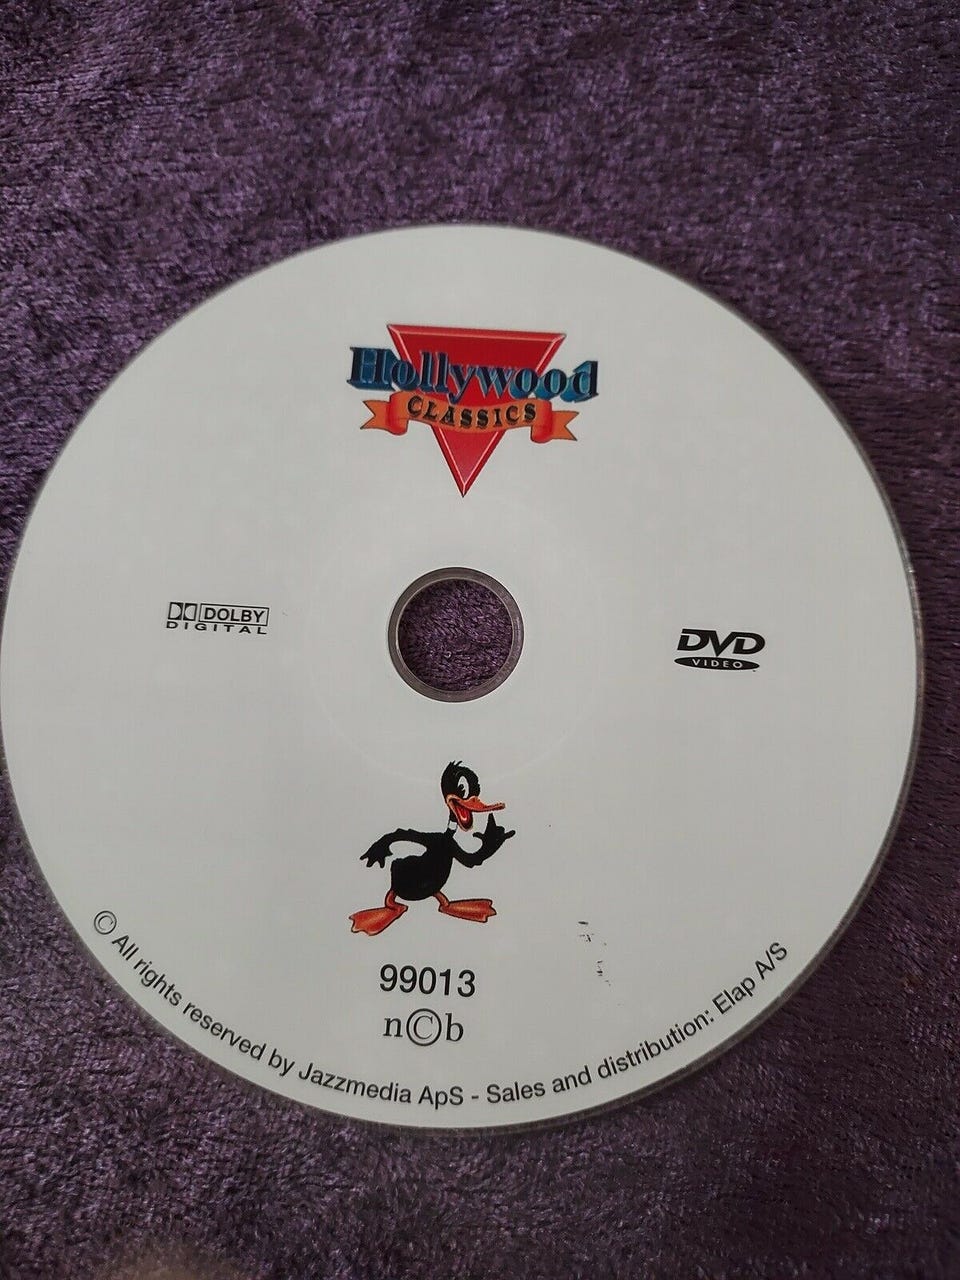 Hollywood
CLASSICS
DOLBY
DIGITAL
DVD
VIDEO
99013
n©b
© All rights reserved by Jazzmedia ApS - Sales and distribution: Elap A/S